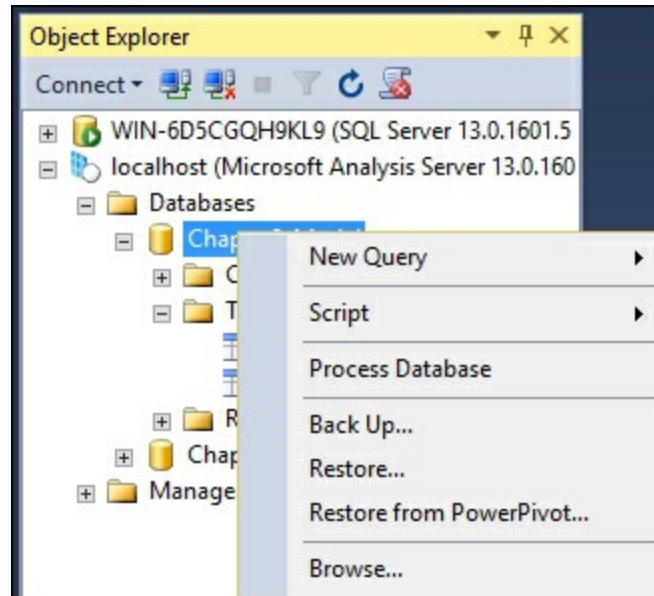 Object Explorer
Connect
WIN-6D5CGQH9KL9 (SQL Server 13.0.1601.5
localhost (Microsoft Analysis Server 13.0.160
Databases
Chap
C
T
R
Chap
Manage
New Query
Script
Process Database
Back Up...
Restore...
Restore from PowerPivot...
Browse...